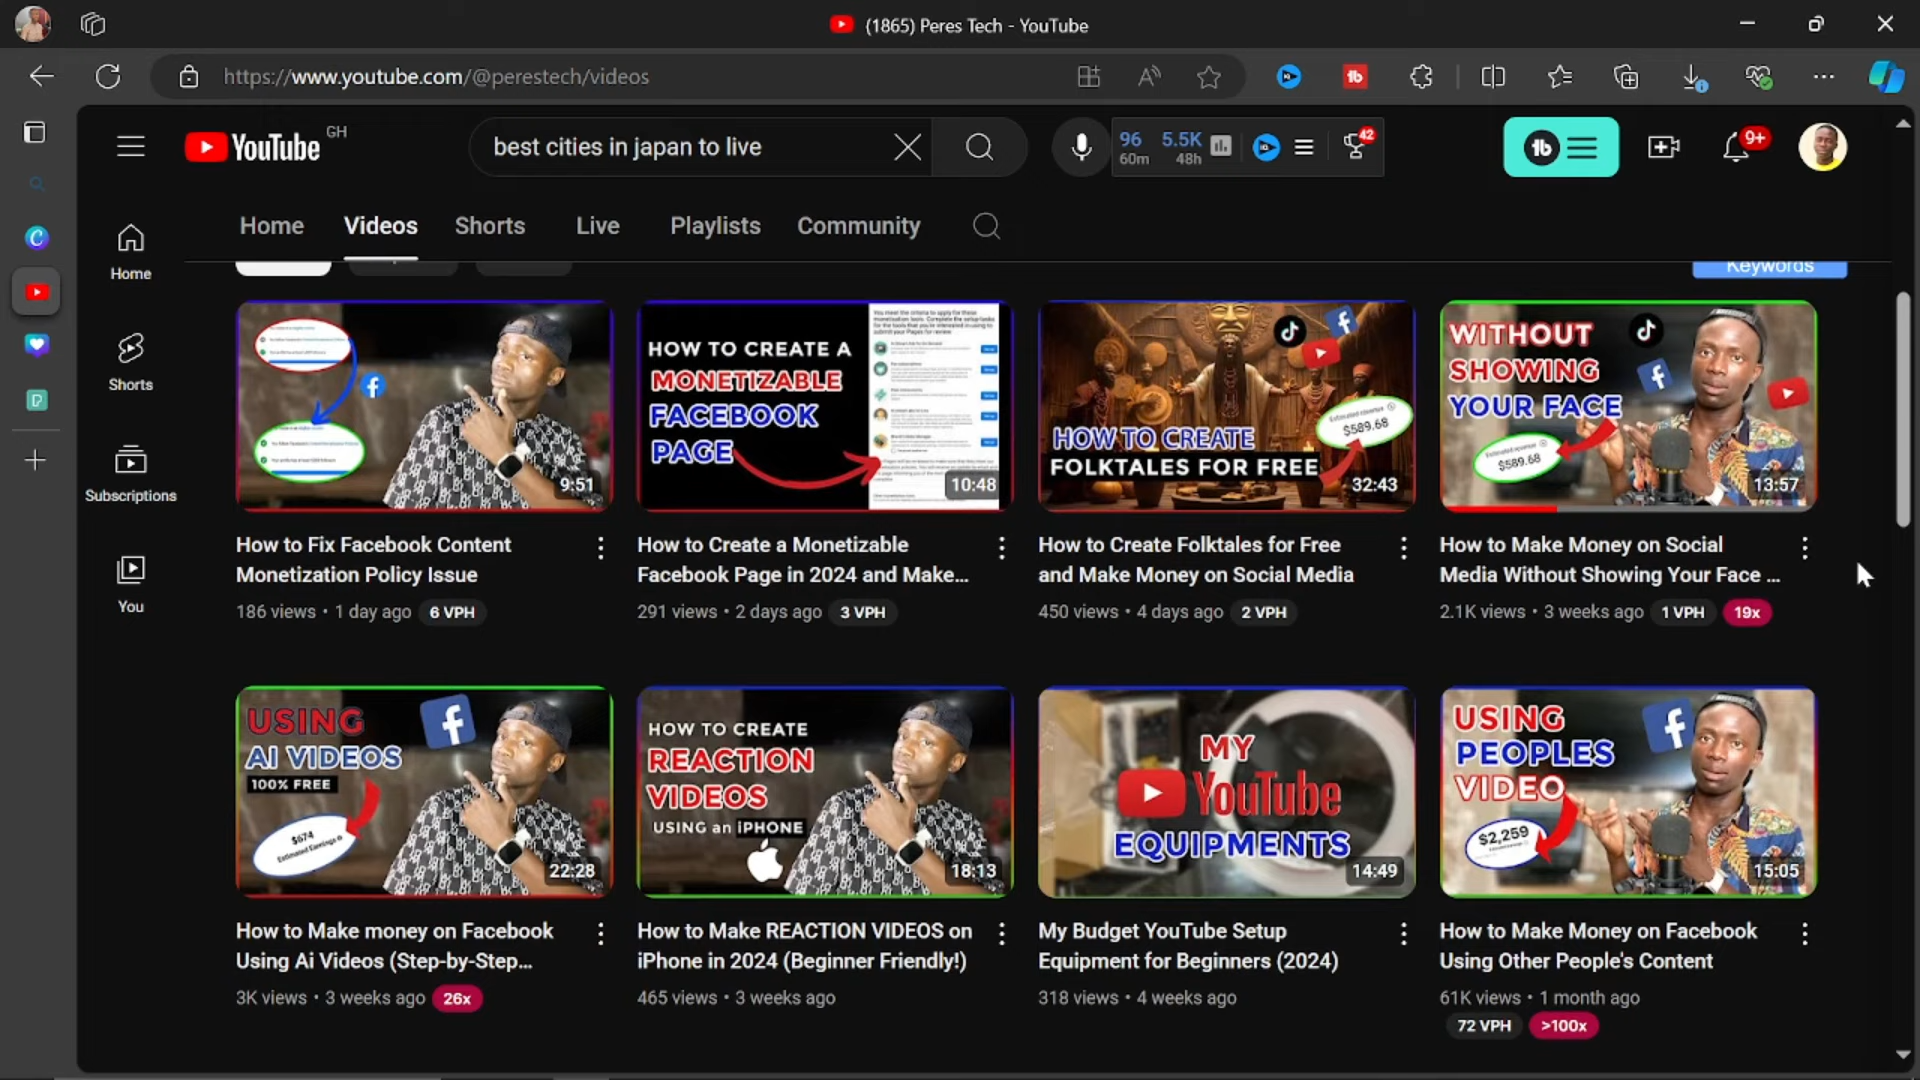 (1865) Peres Tech - YouTube
https://www.youtube.com/@perestech/videos
YouTube GH
best cities in japan to live
96 5.5K
60m 48h
42
9+
Home Videos Shorts Live Playlists Community
Keywords
Home
Shorts
Subscriptions
You
9:51
How to Fix Facebook Content
Monetization Policy Issue
186 views • 1 day ago 6 VPH
HOW TO CREATE A
MONETIZABLE
FACEBOOK
PAGE
10:48
How to Create a Monetizable
Facebook Page in 2024 and Make...
291 views • 2 days ago 3 VPH
Estimated revenue
$589.68
HOW TO CREATE
FOLKTALES FOR FREE
32:43
How to Create Folktales for Free
and Make Money on Social Media
450 views • 4 days ago 2 VPH
WITHOUT
SHOWING
YOUR FACE
Estimated revenue
$589.68
13:57
How to Make Money on Social
Media Without Showing Your Face ...
2.1K views • 3 weeks ago 1 VPH 19x
USING
AI VIDEOS
100% FREE
$674
Estimated Earnings
22:28
How to Make money on Facebook
Using Ai Videos (Step-by-Step...
3K views • 3 weeks ago 26x
HOW TO CREATE
REACTION
VIDEOS
USING an iPHONE
18:13
How to Make REACTION VIDEOS on
iPhone in 2024 (Beginner Friendly!)
465 views • 3 weeks ago
MY
YouTube
EQUIPMENTS
14:49
My Budget YouTube Setup
Equipment for Beginners (2024)
318 views • 4 weeks ago
USING
PEOPLES
VIDEO
$2,259
15:05
How to Make Money on Facebook
Using Other People's Content
61K views • 1 month ago
72 VPH >100x